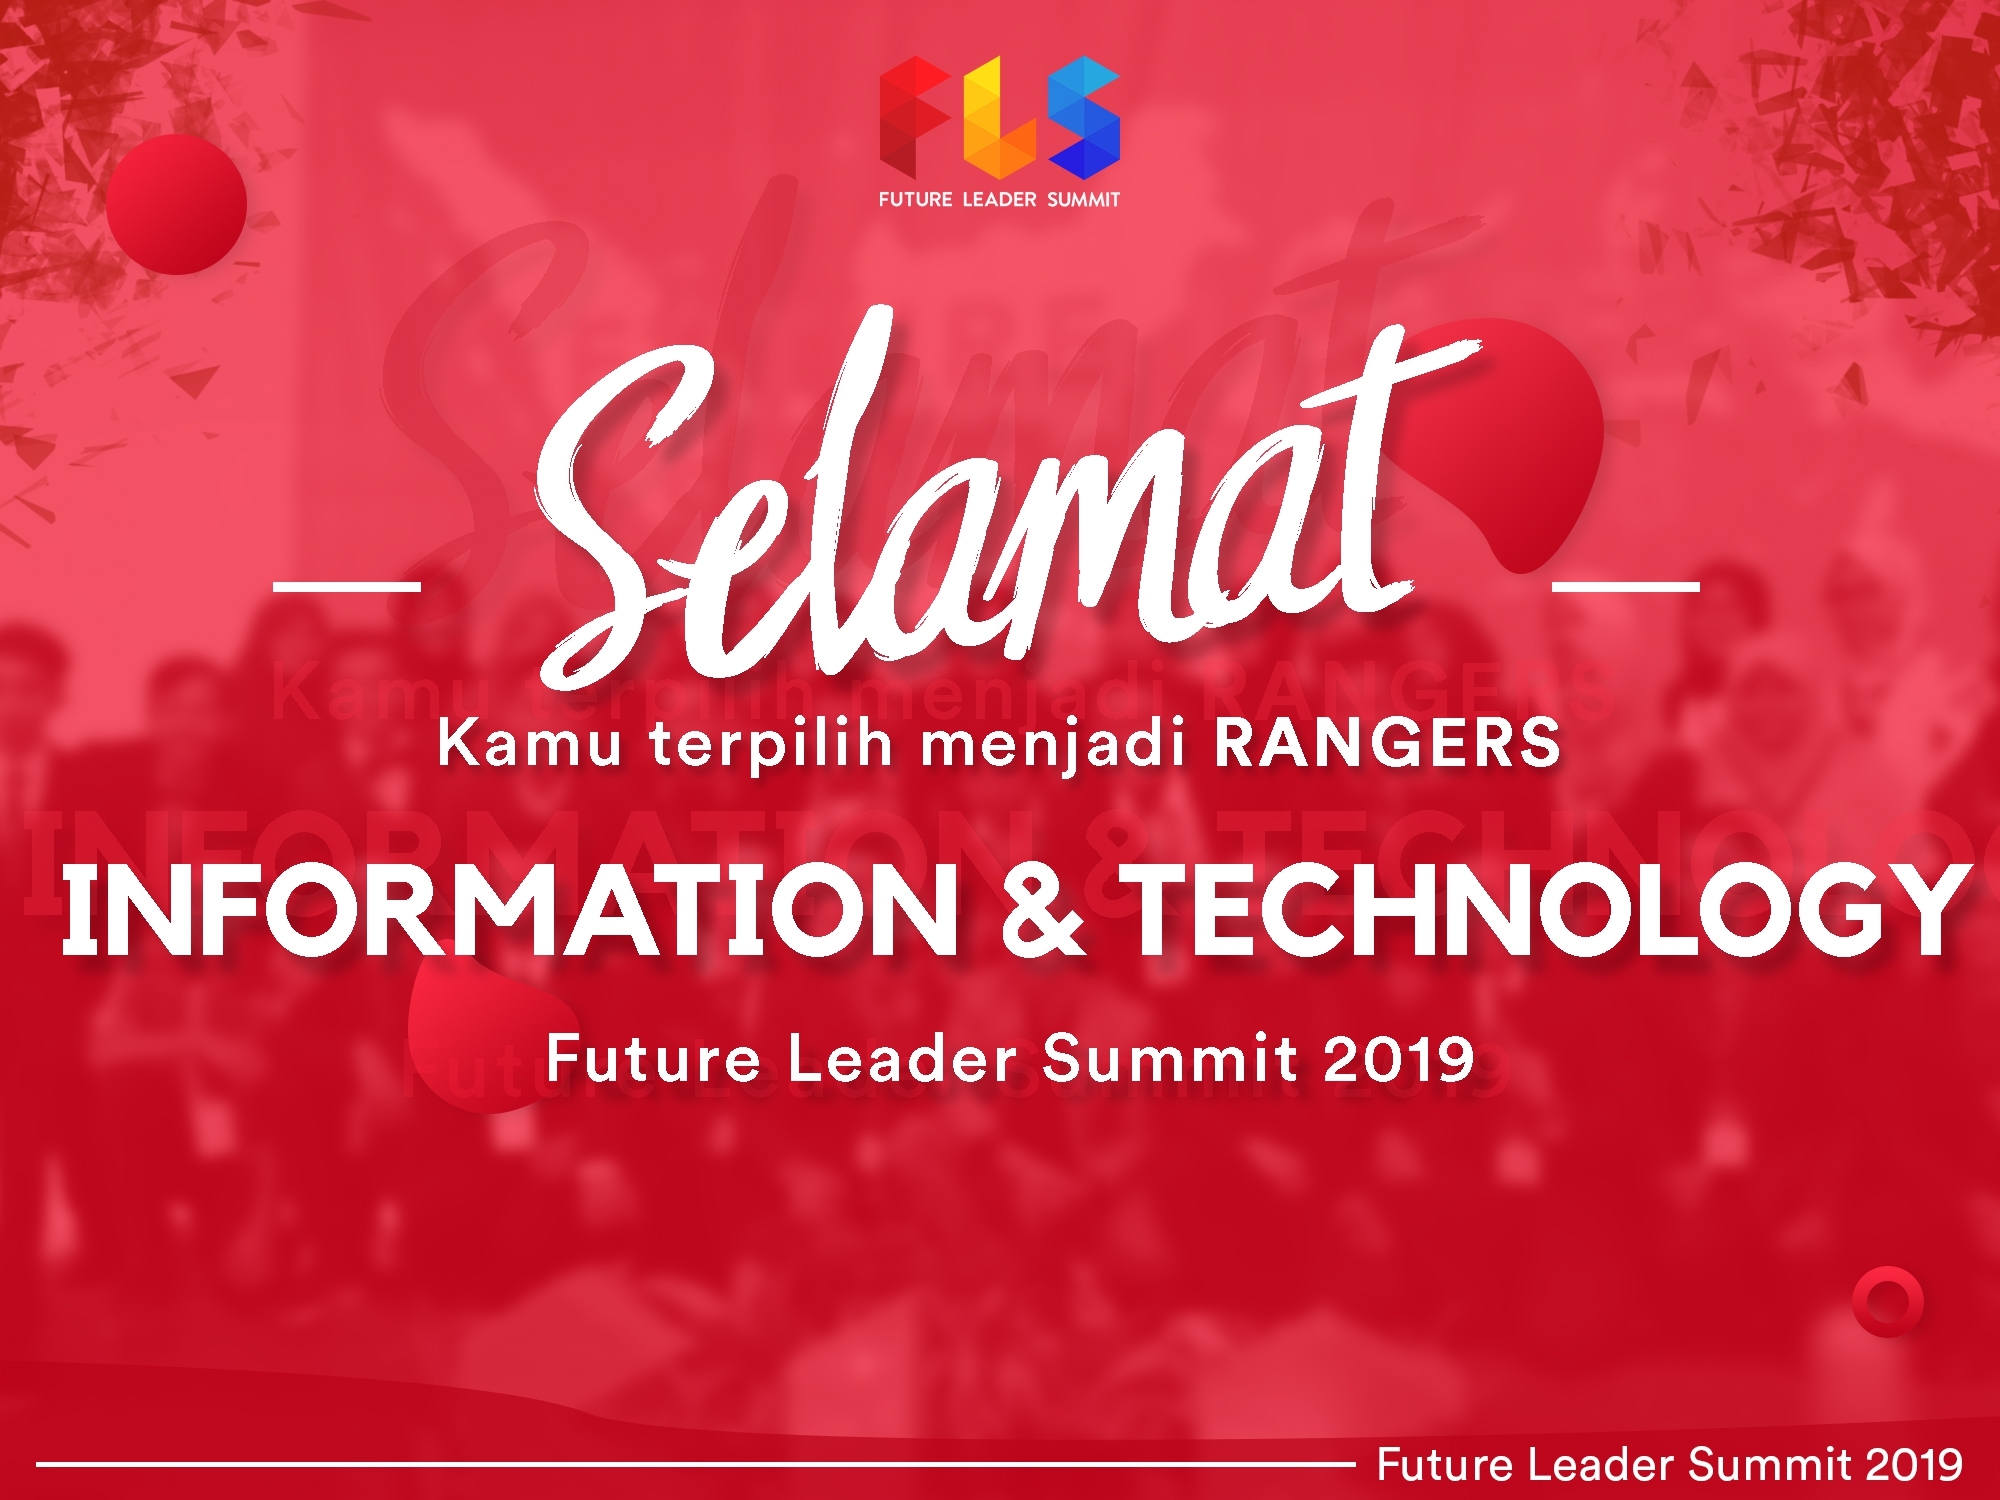 FLS
FUTURE LEADER SUMMIT
Selamat
Kamu terpilih menjadi RANGERS
INFORMATION & TECHNOLOGY
Future Leader Summit 2019
Future Leader Summit 2019